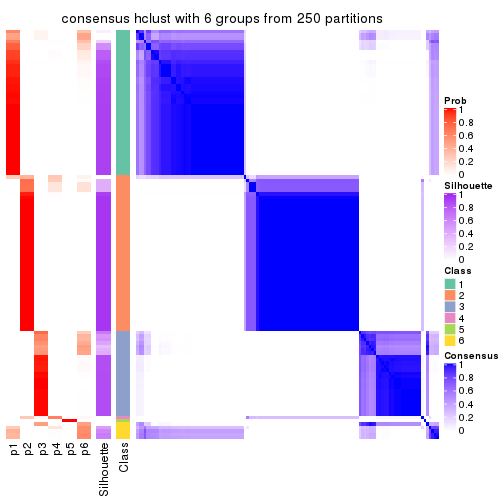 consensus hclust with 6 groups from 250 partitions
Prob
1
0.8
0.6
0.4
0.2
0
Silhouette
1
0.8
0.6
0.4
0.2
0
Class
1
2
3
4
5
6
Consensus
1
0.8
0.6
0.4
0.2
0
p1
p2
p3
p4
p5
p6
Silhouette
Class